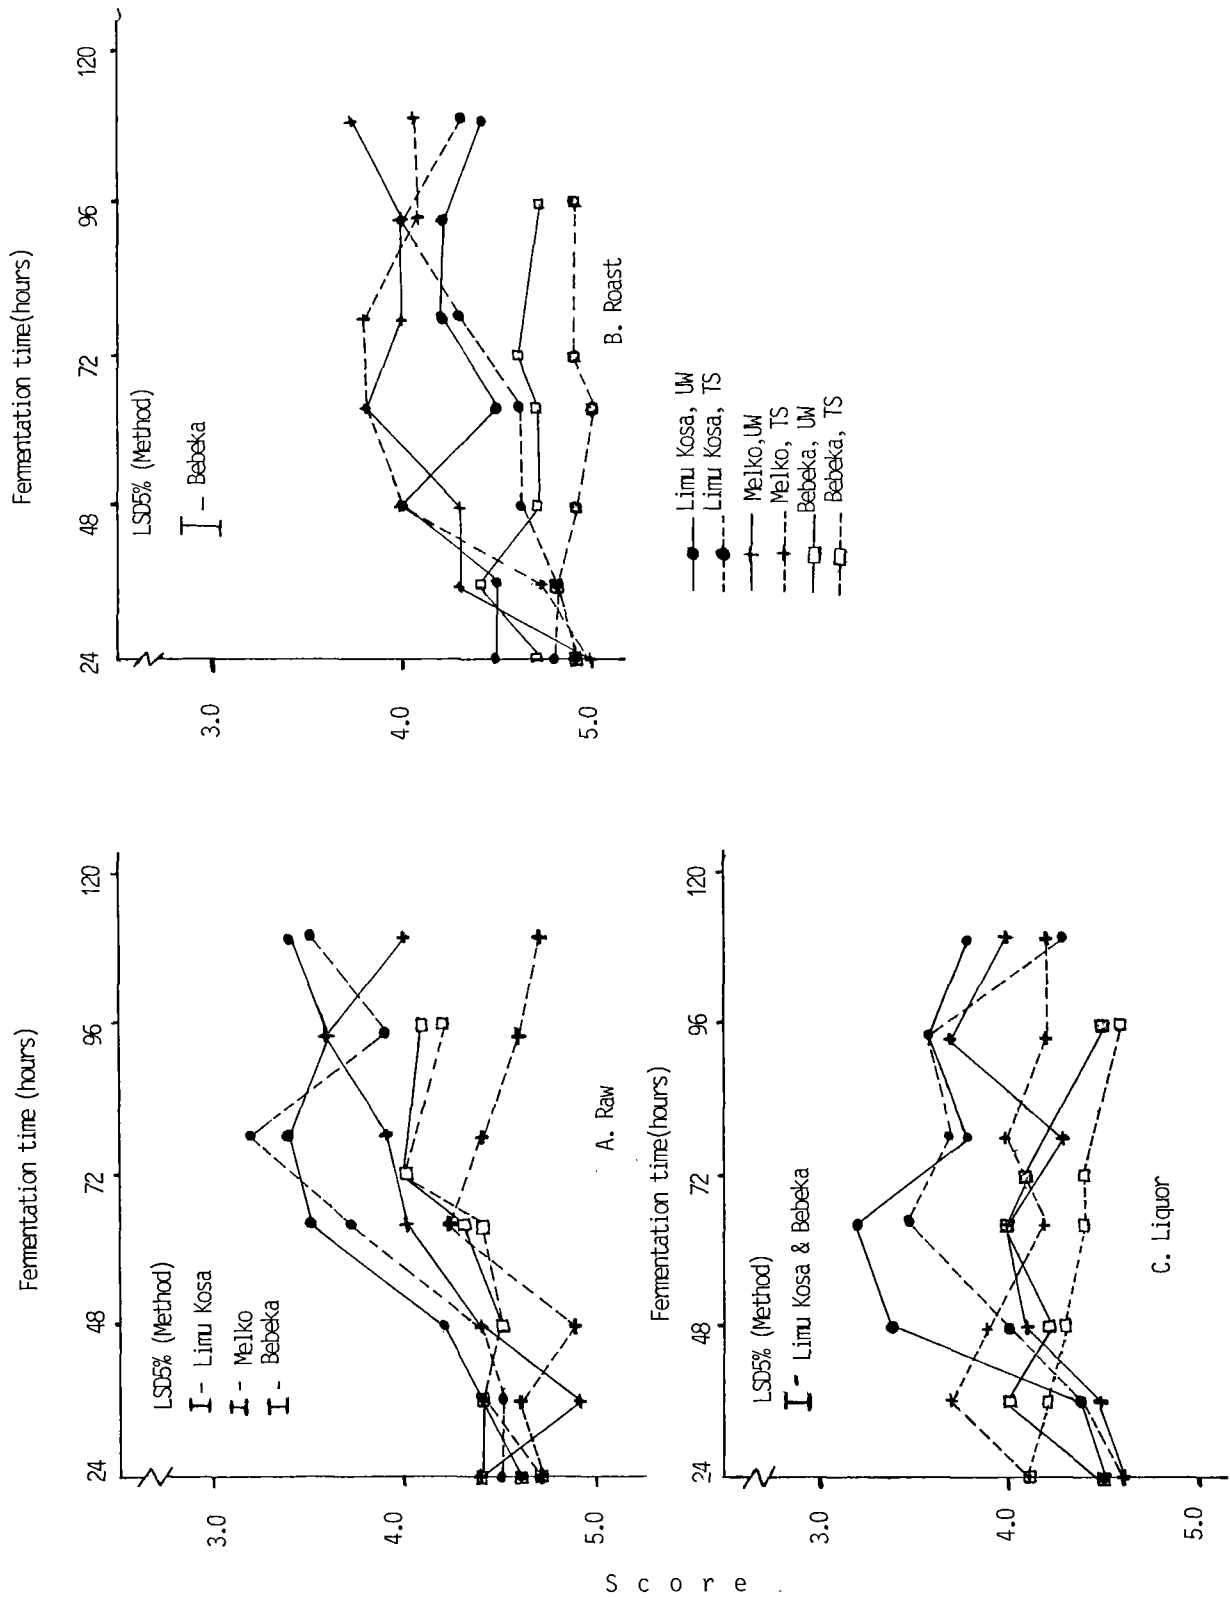 Fermentation time (hours)
24 48 72 96 120
LSD5% (Method)
I - Limu Kosa
I - Melko
I - Bebeka
3.0
4.0
5.0
A. Raw
Fermentation time(hours)
24 48 72 96 120
LSD5% (Method)
I - Bebeka
3.0
4.0
5.0
B. Roast
Limu Kosa, UW
Limu Kosa, TS
Melko,UW
Melko, TS
Bebeka, UW
Bebeka, TS
Fermentation time(hours)
24 48 72 96 120
LSD5% (Method)
I - Limu Kosa & Bebeka
3.0
4.0
5.0
C. Liquor
Score